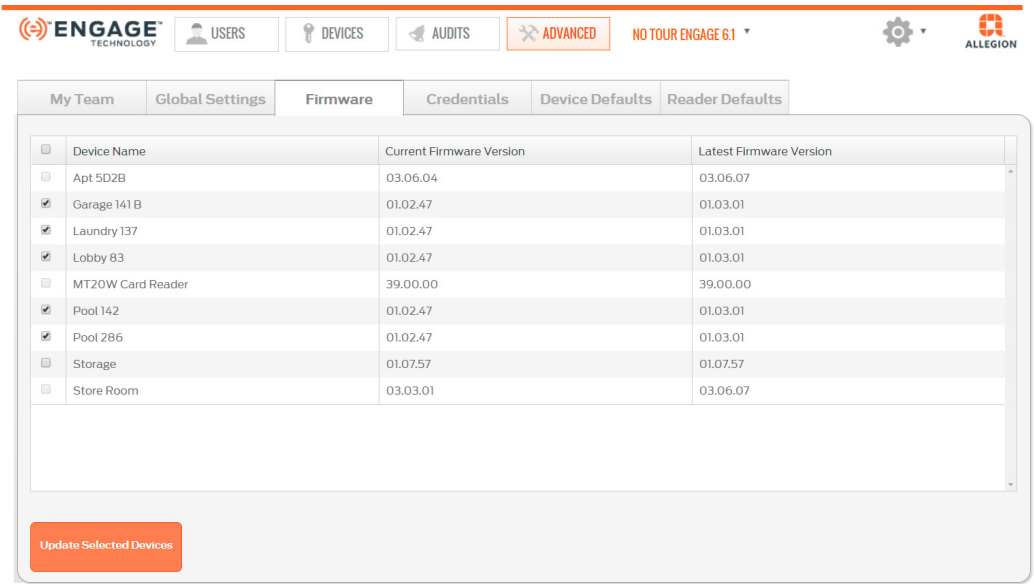 ENGAGE™
TECHNOLOGY
USERS
DEVICES
AUDITS
ADVANCED
NO TOUR ENGAGE 6.1
ALLEGION
My Team Global Settings Firmware Credentials Device Defaults Reader Defaults
Device Name Current Firmware Version Latest Firmware Version
Apt 5D2B 03.06.04 03.06.07
Garage 141 B 01.02.47 01.03.01
Laundry 137 01.02.47 01.03.01
Lobby 83 01.02.47 01.03.01
MT20W Card Reader 39.00.00 39.00.00
Pool 142 01.02.47 01.03.01
Pool 286 01.02.47 01.03.01
Storage 01.07.57 01.07.57
Store Room 03.03.01 03.06.07
Update Selected Devices